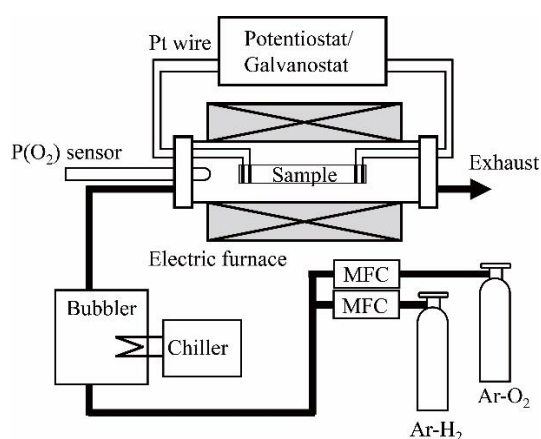 Pt wire
Potentiostat/
Galvanostat
P(O₂) sensor
Sample
Exhaust
Electric furnace
MFC
Bubbler
MFC
Chiller
Ar-O₂
Ar-H₂